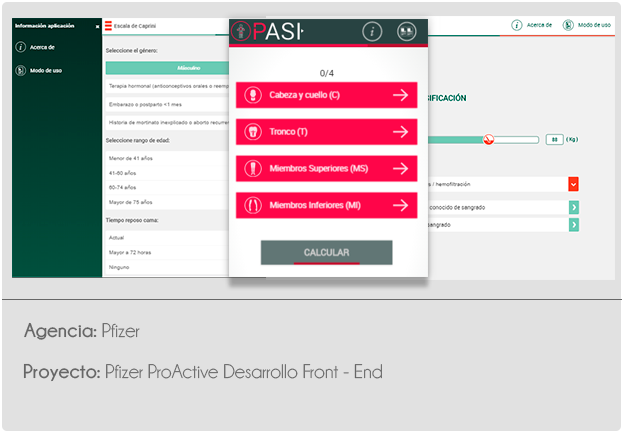 Información aplicación
Acerca de
Modo de uso
Escala de Caprini
Seleccione el género:
Másculino
Terapia hormonal (anticonceptivos orales o reemp
Embarazo o postparto <1 mes
Historia de mortinato inexplicado o aborto recurren
Seleccione rango de edad:
Menor de 41 años
41-60 años
60-74 años
Mayor de 75 años
Tiempo reposo cama:
Actual
Mayor a 72 horas
Ninguno
PASI
0/4
Cabeza y cuello (C)
Tronco (T)
Miembros Superiores (MS)
Miembros Inferiores (MI)
CALCULAR
Acerca de
Modo de uso
CIFICACIÓN
(Kg)
s / hemofiltración
conocido de sangrado
sangrado
Agencia: Pfizer
Proyecto: Pfizer ProActive Desarrollo Front - End